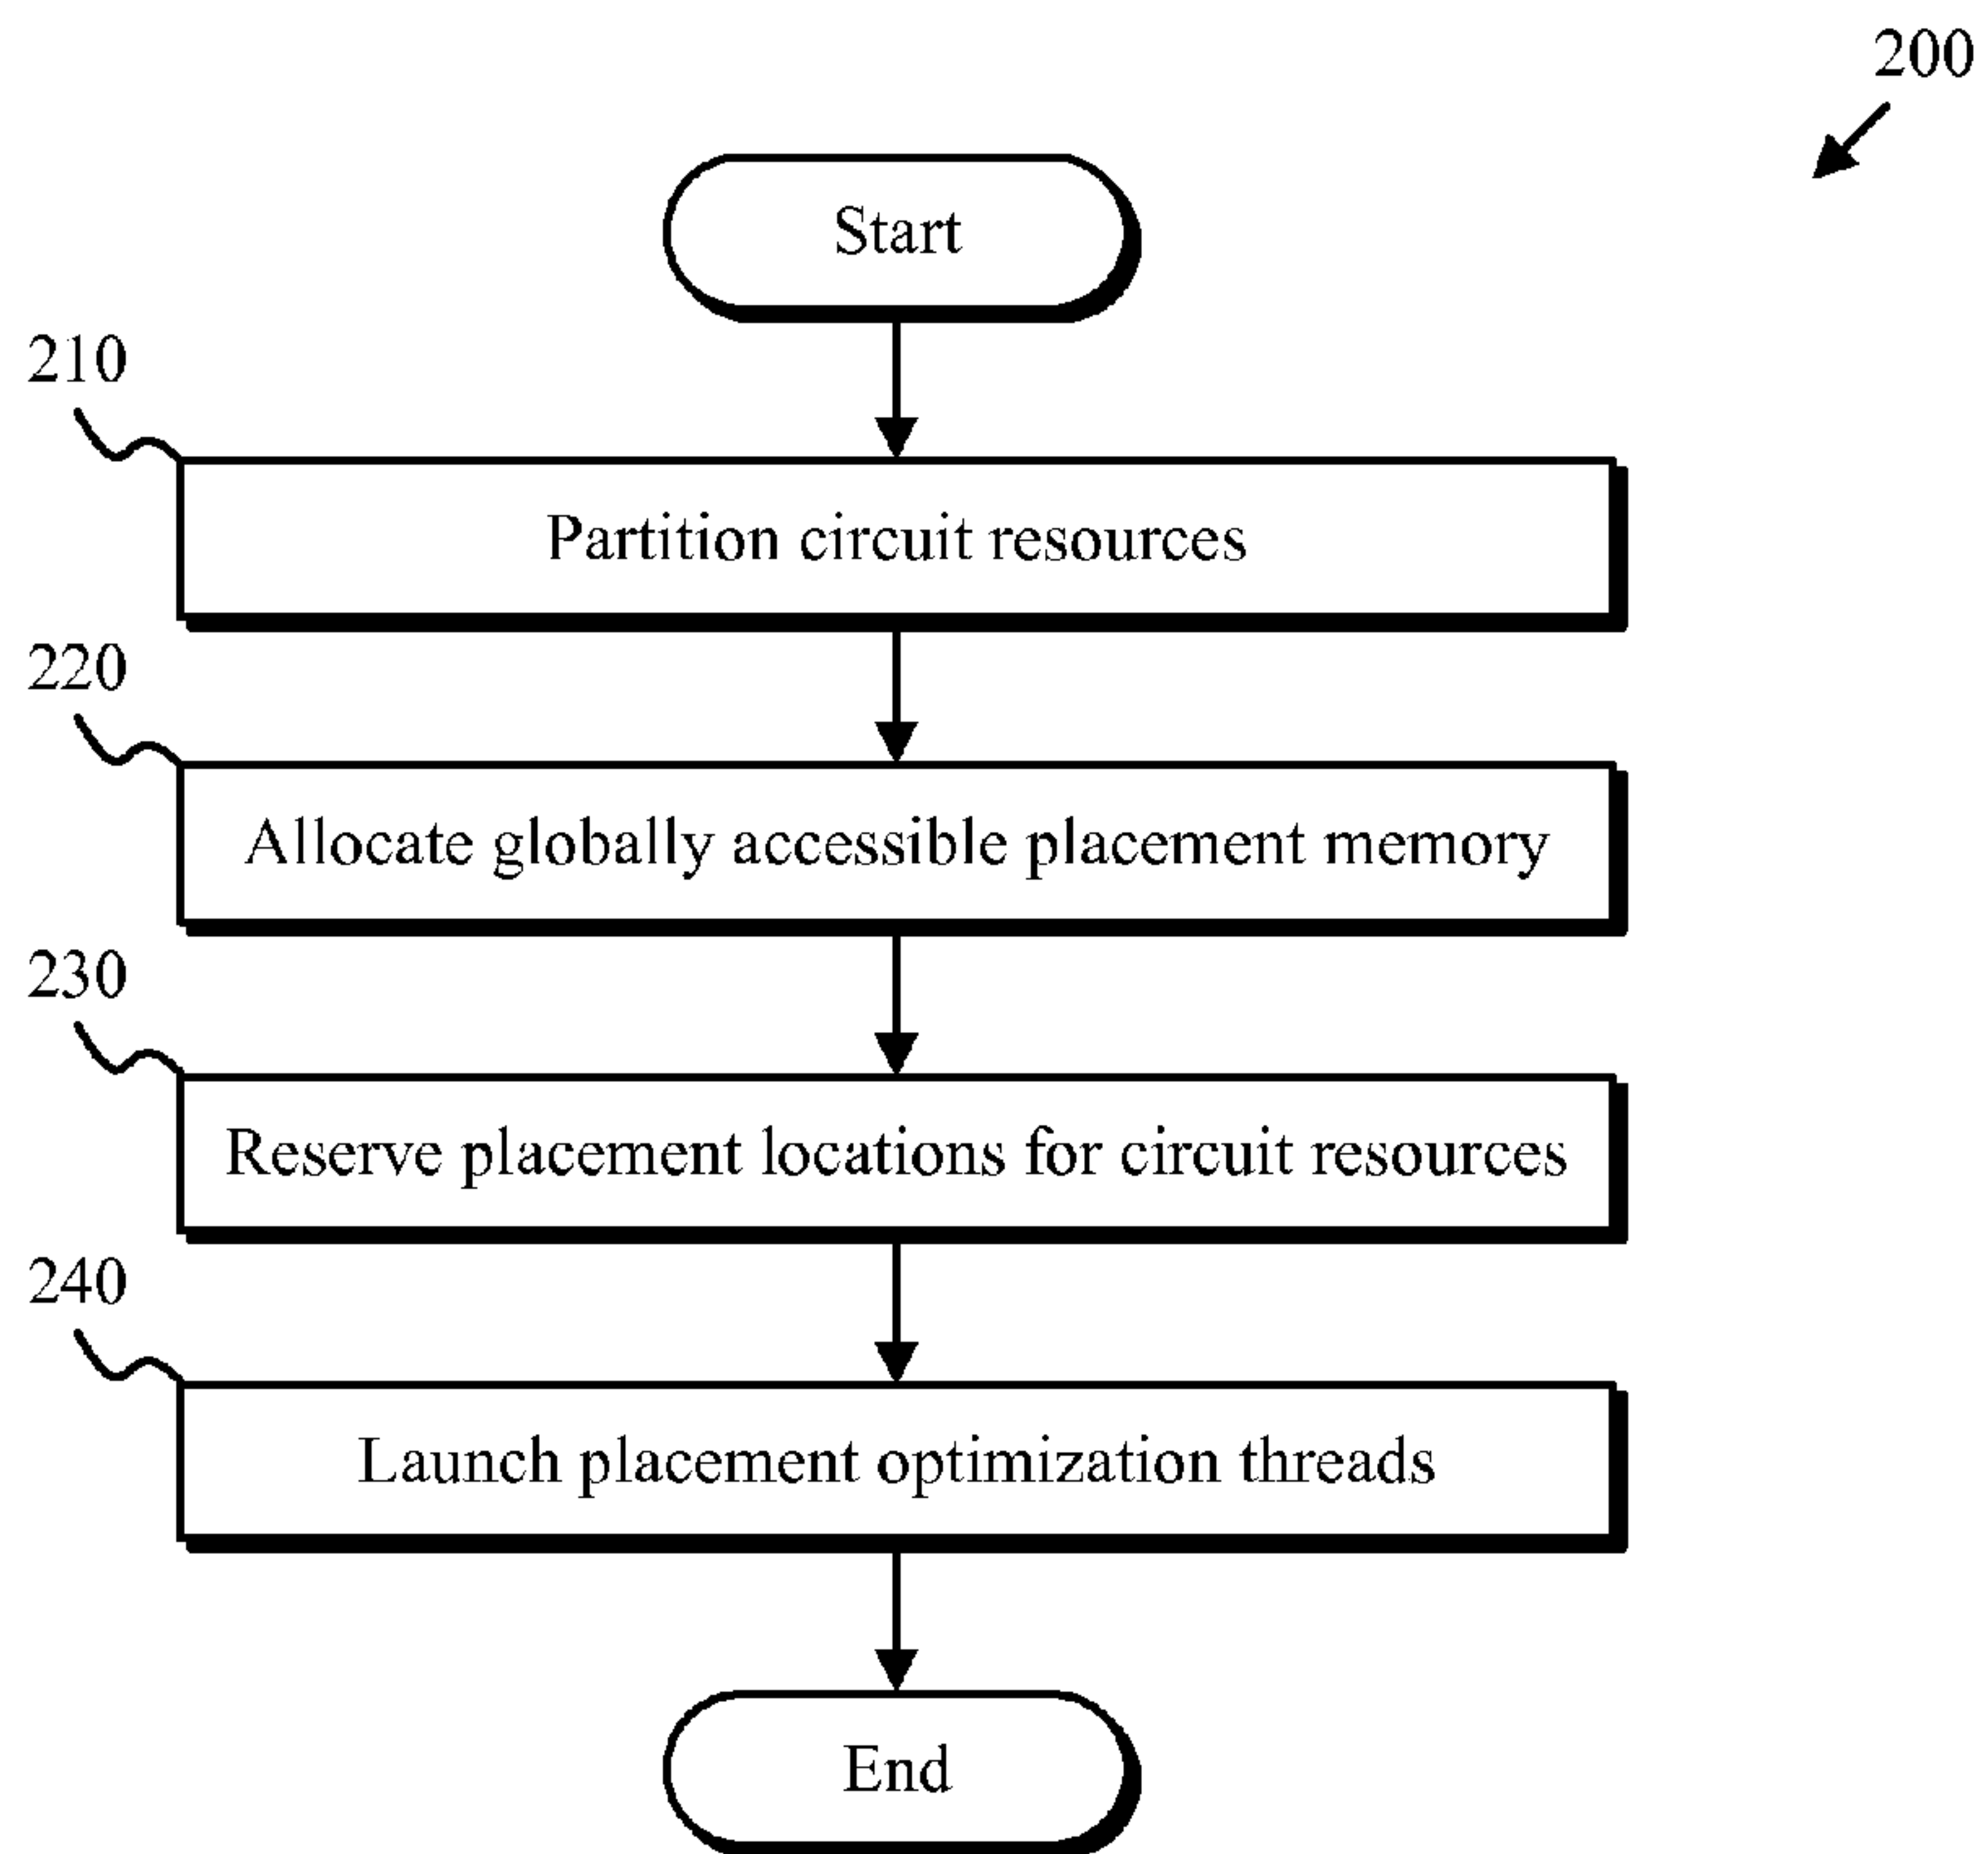 200
Start
210
Partition circuit resources
220
Allocate globally accessible placement memory
230
Reserve placement locations for circuit resources
240
Launch placement optimization threads
End